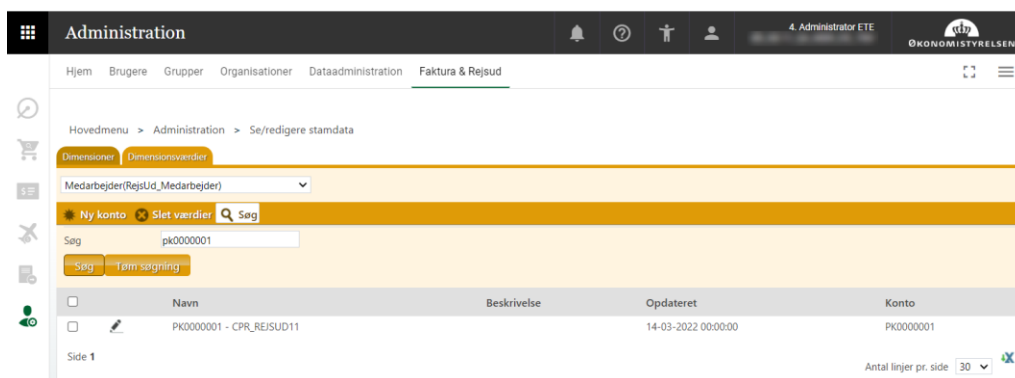 Administration
4. Administrator ETE
ØKONOMISTYRELSEN
Hjem Brugere Grupper Organisationer Dataadministration Faktura & Rejsud
Hovedmenu > Administration > Se/redigere stamdata
Dimensioner Dimensionsværdier
Medarbejder(RejsUd_Medarbejder)
Ny konto Slet værdier Søg
Søg pk0000001
Søg Tøm søgning
Navn Beskrivelse Opdateret Konto
PK0000001 - CPR_REJSUD11 14-03-2022 00:00:00 PK0000001
Side 1
Antal linjer pr. side 30